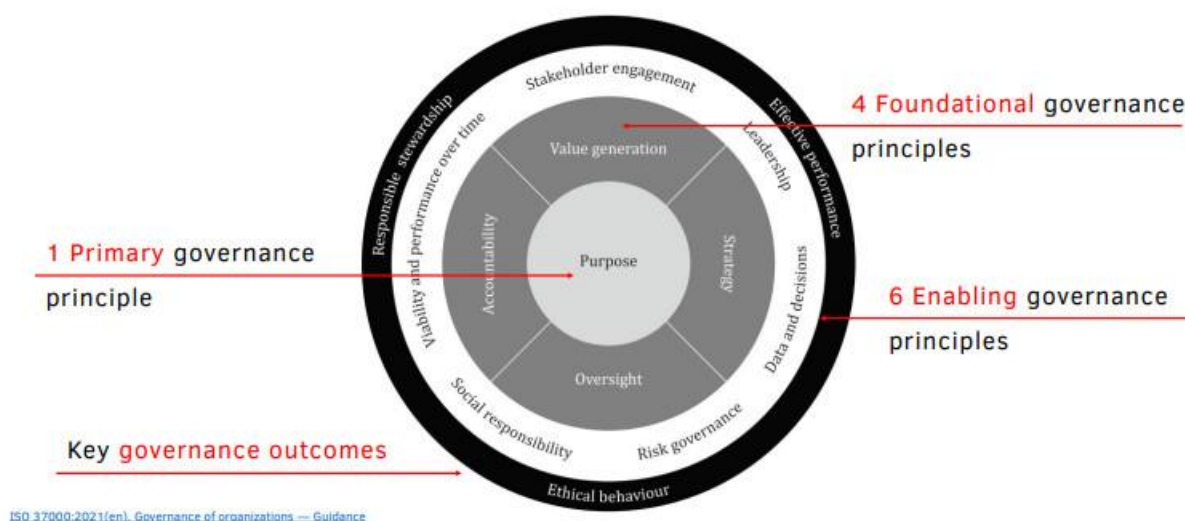 Stakeholder engagement
Responsible stewardship
Effective performance
4 Foundational governance
principles
Leadership
Value generation
Viability and performance over time
1 Primary governance
principle
Accountability
Purpose
Strategy
6 Enabling governance
principles
Data and decisions
Oversight
Social responsibility
Risk governance
Key governance outcomes
Ethical behaviour
ISO 37000:2021(en), Governance of organizations — Guidance